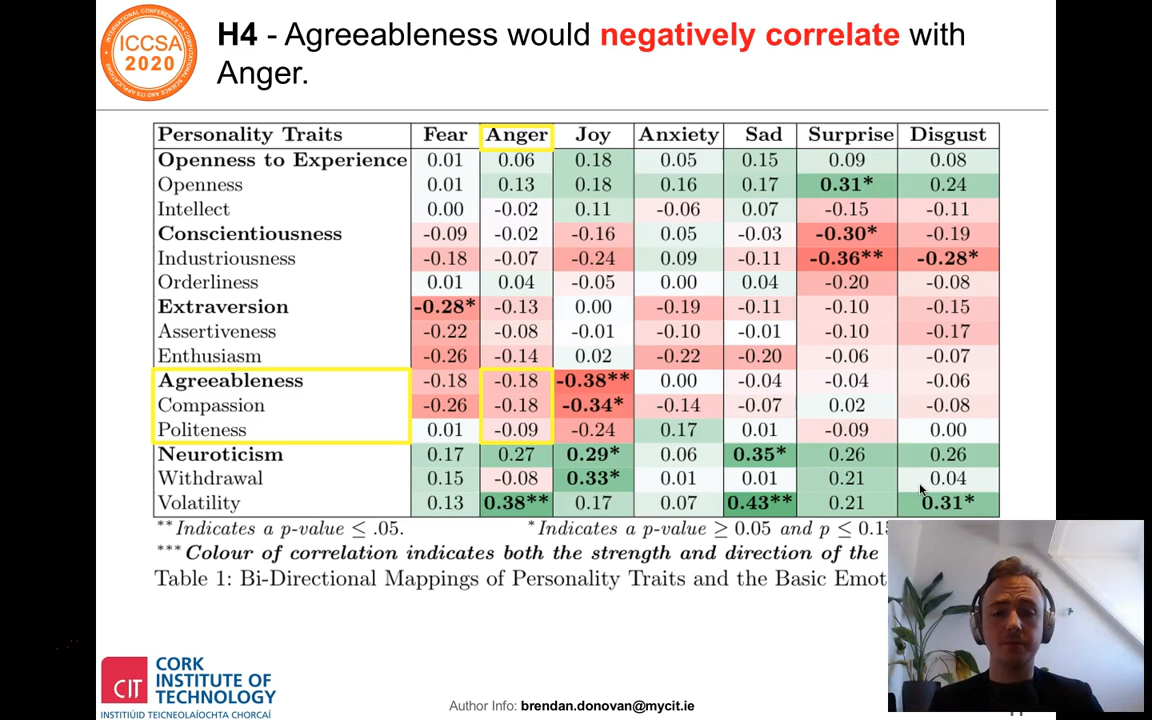 ICCSA
2020
H4 - Agreeableness would negatively correlate with
Anger.
Personality Traits Fear Anger Joy Anxiety Sad Surprise Disgust
Openness to Experience 0.01 0.06 0.18 0.05 0.15 0.09 0.08
Openness 0.01 0.13 0.18 0.16 0.17 0.31* 0.24
Intellect 0.00 -0.02 0.11 -0.06 0.07 -0.15 -0.11
Conscientiousness -0.09 -0.02 -0.16 0.05 -0.03 -0.30* -0.19
Industriousness -0.18 -0.07 -0.24 0.09 -0.11 -0.36** -0.28*
Orderliness 0.01 0.04 -0.05 0.00 0.04 -0.20 -0.08
Extraversion -0.28* -0.13 0.00 -0.19 -0.11 -0.10 -0.15
Assertiveness -0.22 -0.08 -0.01 -0.10 -0.01 -0.10 -0.17
Enthusiasm -0.26 -0.14 0.02 -0.22 -0.20 -0.06 -0.07
Agreeableness -0.18 -0.18 -0.38** 0.00 -0.04 -0.04 -0.06
Compassion -0.26 -0.18 -0.34* -0.14 -0.07 0.02 -0.08
Politeness 0.01 -0.09 -0.24 0.17 0.01 -0.09 0.00
Neuroticism 0.17 0.27 0.29* 0.06 0.35* 0.26 0.26
Withdrawal 0.15 -0.08 0.33* 0.01 0.01 0.21 0.04
Volatility 0.13 0.38** 0.17 0.07 0.43** 0.21 0.31*
**Indicates a p-value ≤ .05. *Indicates a p-value ≥ 0.05 and p ≤ 0.15
***Colour of correlation indicates both the strength and direction of the
Table 1: Bi-Directional Mappings of Personality Traits and the Basic Emot
CIT
CORK
INSTITUTE OF
TECHNOLOGY
INSTITIÚID TEICNEOLAÍOCHTA CHORCAÍ
Author Info: brendan.donovan@mycit.ie